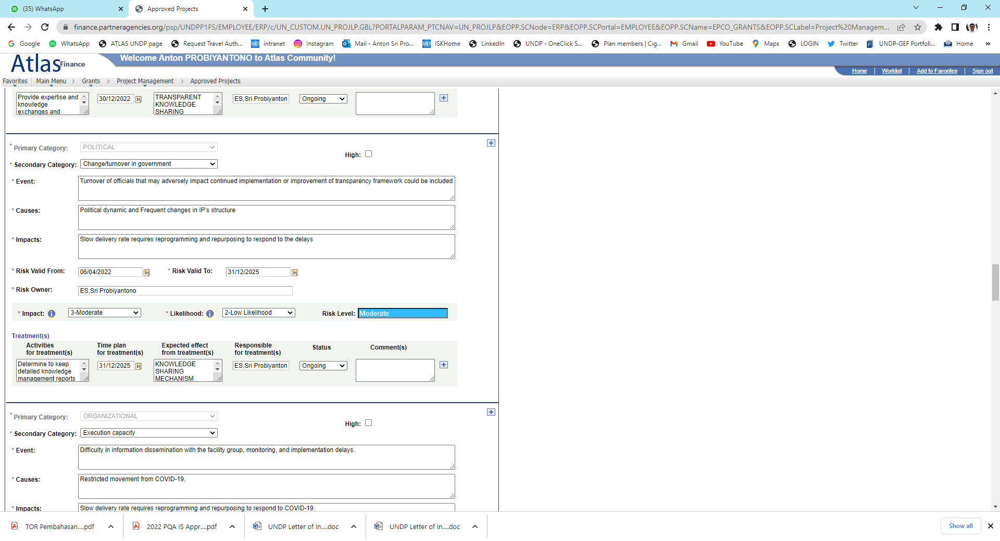 (35) WhatsApp
Approved Projects
finance.partneragencies.org/psp/UNDPP1FS/EMPLOYEE/ERP/c/UN_CUSTOM.UN_PROJLP.GBL?PORTALPARAM_PTCNAV=UN_PROJLP&EOPP.SCNode=ERP&EOPP.SCPortal=EMPLOYEE&EOPP.SCName=EPCO_GRANTS&EOPP.SCLabel=Project%20Managem...
Google WhatsApp ATLAS UNDP page Request Travel Auth... intranet Instagram Mail - Anton Sri Pro... ISKHome LinkedIn UNDP - OneClick S... Plan members | Cig... Gmail YouTube Maps LOGIN Twitter UNDP-GEF Portfoli... Home »
Atlas Finance
Welcome Anton PROBIYANTONO to Atlas Community!
Home Worklist Add to Favorites Sign out
Favorites Main Menu > Grants > Project Management > Approved Projects
Provide expertise and
knowledge
exchanges and
30/12/2022
31
TRANSPARENT
KNOWLEDGE
SHARING
ES,Sri Probiyanton
Ongoing
* Primary Category: POLITICAL
High:
* Secondary Category: Change/turnover in government
* Event: Turnover of officials that may adversely impact continued implementation or improvement of transparency framework could be included
* Causes: Political dynamic and Frequent changes in IP's structure
* Impacts: Slow delivery rate requires reprogramming and repurposing to respond to the delays
* Risk Valid From: 06/04/2022 31 * Risk Valid To: 31/12/2025 31
* Risk Owner: ES,Sri Probiyantono
* Impact: i 3-Moderate * Likelihood: i 2-Low Likelihood Risk Level: Moderate
Treatment(s)
Activities
for treatment(s)
Time plan
for treatment(s)
Expected effect
from treatment(s)
Responsible
for treatment(s)
Status
Comment(s)
Determine to keep
detailed knowledge
management reports
31/12/2025
31
KNOWLEDGE
SHARING
MECHANISM
ES,Sri Probiyanton
Ongoing
* Primary Category: ORGANIZATIONAL
High:
* Secondary Category: Execution capacity
* Event: Difficulty in information dissemination with the facility group, monitoring, and implementation delays.
* Causes: Restricted movement from COVID-19.
* Impacts: Slow delivery rate requires reprogramming and repurposing to respond to COVID-19.
TOR Pembahasan....pdf 2022 PQA IS Appr....pdf UNDP Letter of In....doc UNDP Letter of In....doc Show all